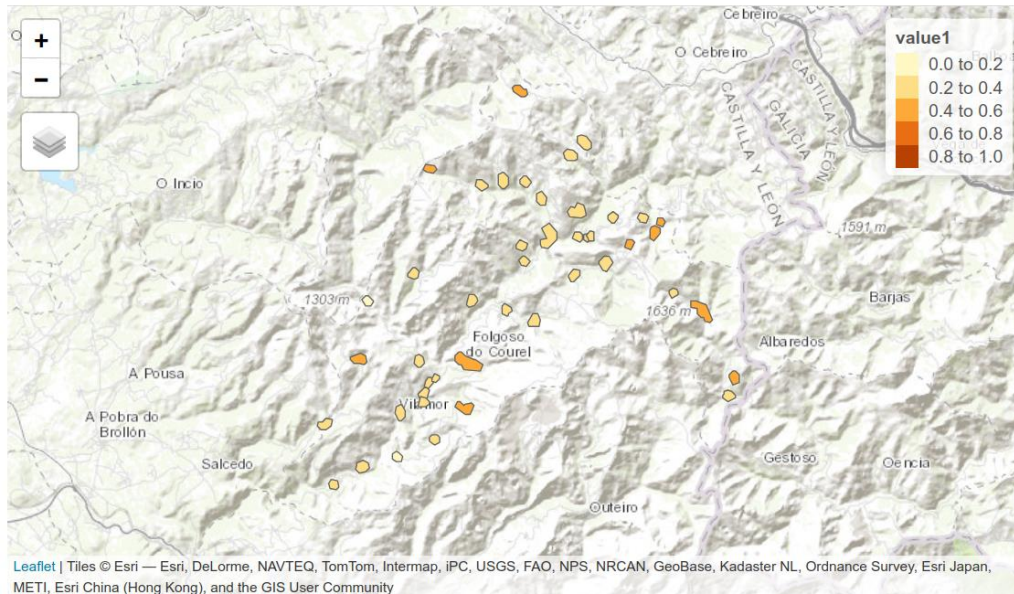 Cebreiro
O Cebreiro
+
−
value1
0.0 to 0.2
0.2 to 0.4
0.4 to 0.6
0.6 to 0.8
0.8 to 1.0
CASTILLA Y LEON
GALICIA
CASTILLA Y LEÓN
O Incio
1591 m
1303 m
1636 m
Barjas
Folgoso
do Courel
Albaredos
A Pousa
A Pobra do
Brollón
Salcedo
Gestoso
Oencia
Outeiro
Leaflet | Tiles © Esri — Esri, DeLorme, NAVTEQ, TomTom, Intermap, iPC, USGS, FAO, NPS, NRCAN, GeoBase, Kadaster NL, Ordnance Survey, Esri Japan,
METI, Esri China (Hong Kong), and the GIS User Community